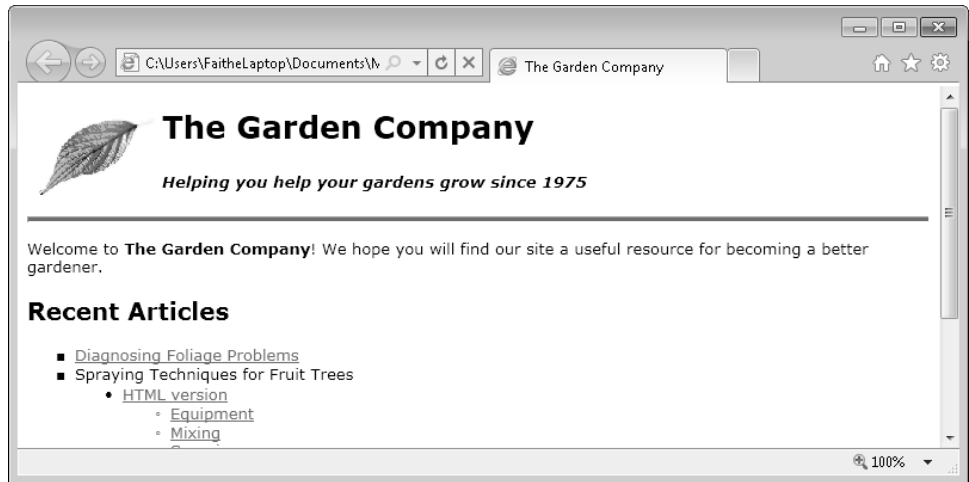 C:\Users\FaitheLaptop\Documents\
The Garden Company
The Garden Company
Helping you help your gardens grow since 1975
Welcome to The Garden Company! We hope you will find our site a useful resource for becoming a better
gardener.
Recent Articles
Diagnosing Foliage Problems
Spraying Techniques for Fruit Trees
HTML version
Equipment
Mixing
100%